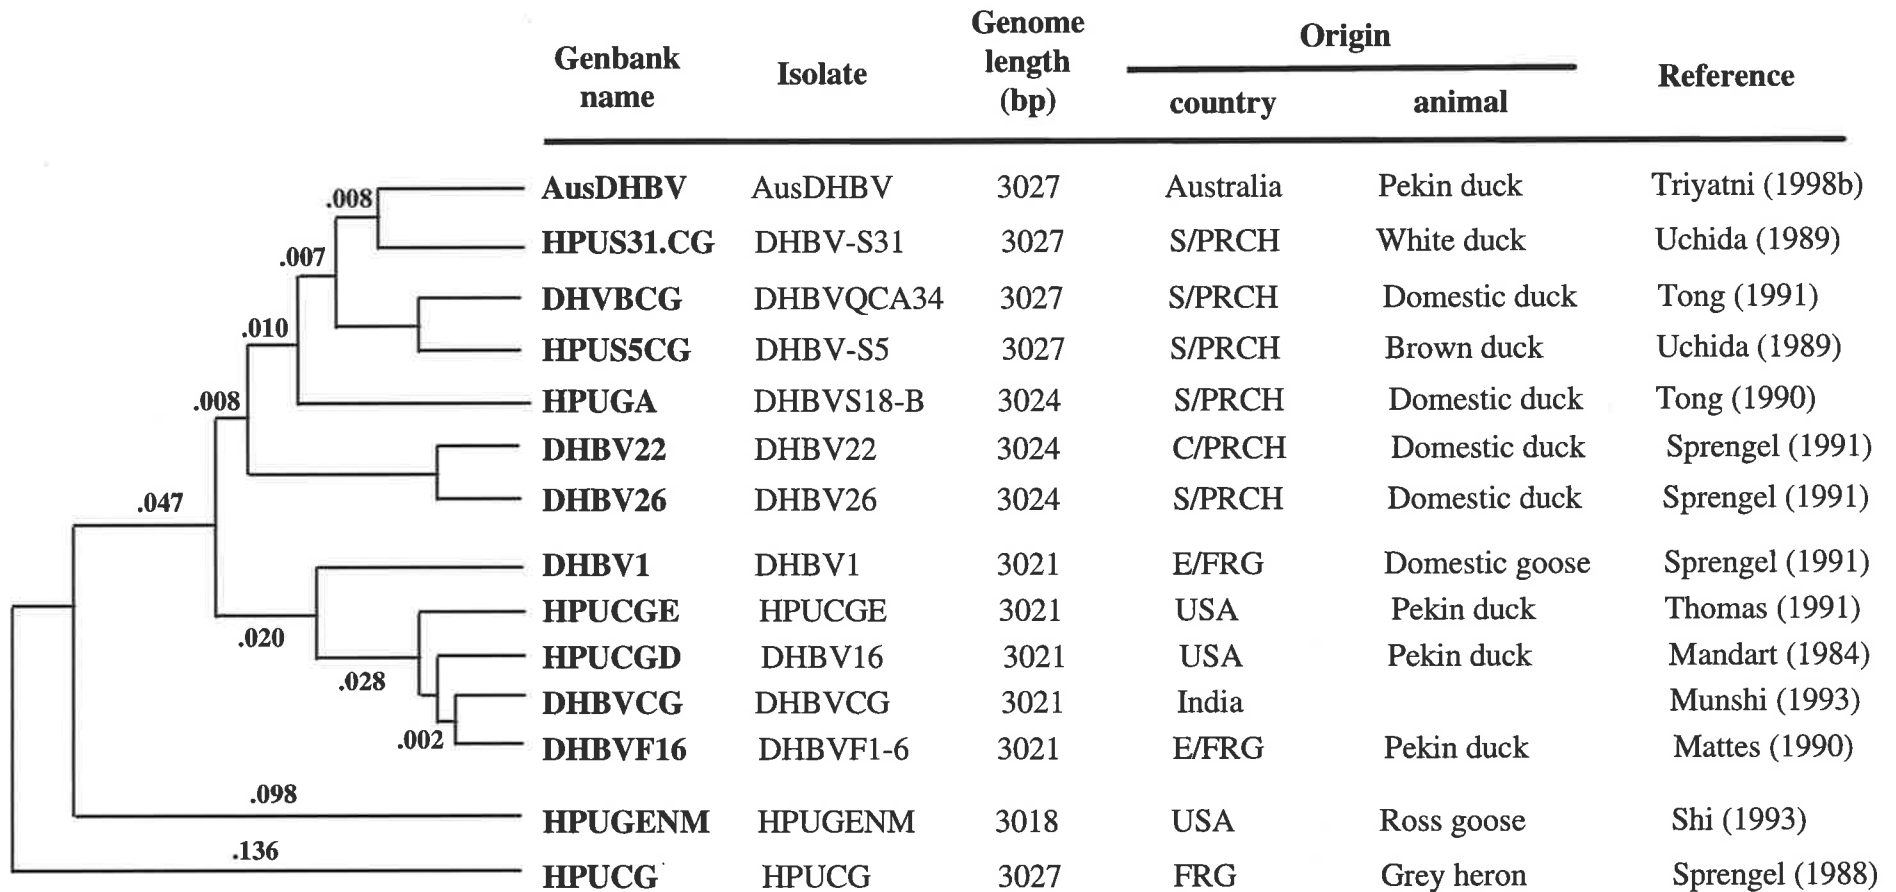 Genbank name Isolate Genome length (bp) Origin Reference
country animal
.008 AusDHBV AusDHBV 3027 Australia Pekin duck Triyatni (1998b)
HPUS31.CG DHBV-S31 3027 S/PRCH White duck Uchida (1989)
.007
DHVBCG DHBVQCA34 3027 S/PRCH Domestic duck Tong (1991)
.010
HPUS5CG DHBV-S5 3027 S/PRCH Brown duck Uchida (1989)
.008 HPUGA DHBVS18-B 3024 S/PRCH Domestic duck Tong (1990)
DHBV22 DHBV22 3024 C/PRCH Domestic duck Sprengel (1991)
.047 DHBV26 DHBV26 3024 S/PRCH Domestic duck Sprengel (1991)
DHBV1 DHBV1 3021 E/FRG Domestic goose Sprengel (1991)
HPUCGE HPUCGE 3021 USA Pekin duck Thomas (1991)
.020
HPUCGD DHBV16 3021 USA Pekin duck Mandart (1984)
.028
DHBVCG DHBVCG 3021 India Munshi (1993)
.002 DHBVF16 DHBVF1-6 3021 E/FRG Pekin duck Mattes (1990)
.098
HPUGENM HPUGENM 3018 USA Ross goose Shi (1993)
.136
HPUCG HPUCG 3027 FRG Grey heron Sprengel (1988)